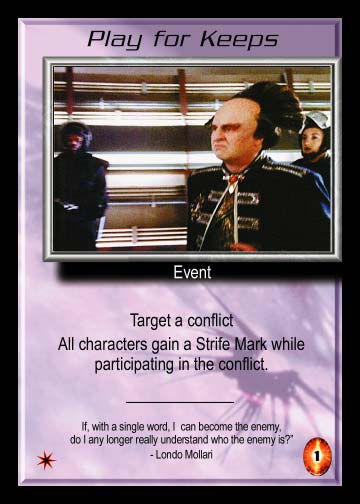 Play for Keeps
Event
Target a conflict
All characters gain a Strife Mark while
participating in the conflict.
If, with a single word, I can become the enemy,
do I any longer really understand who the enemy is?"
- Londo Mollari
1